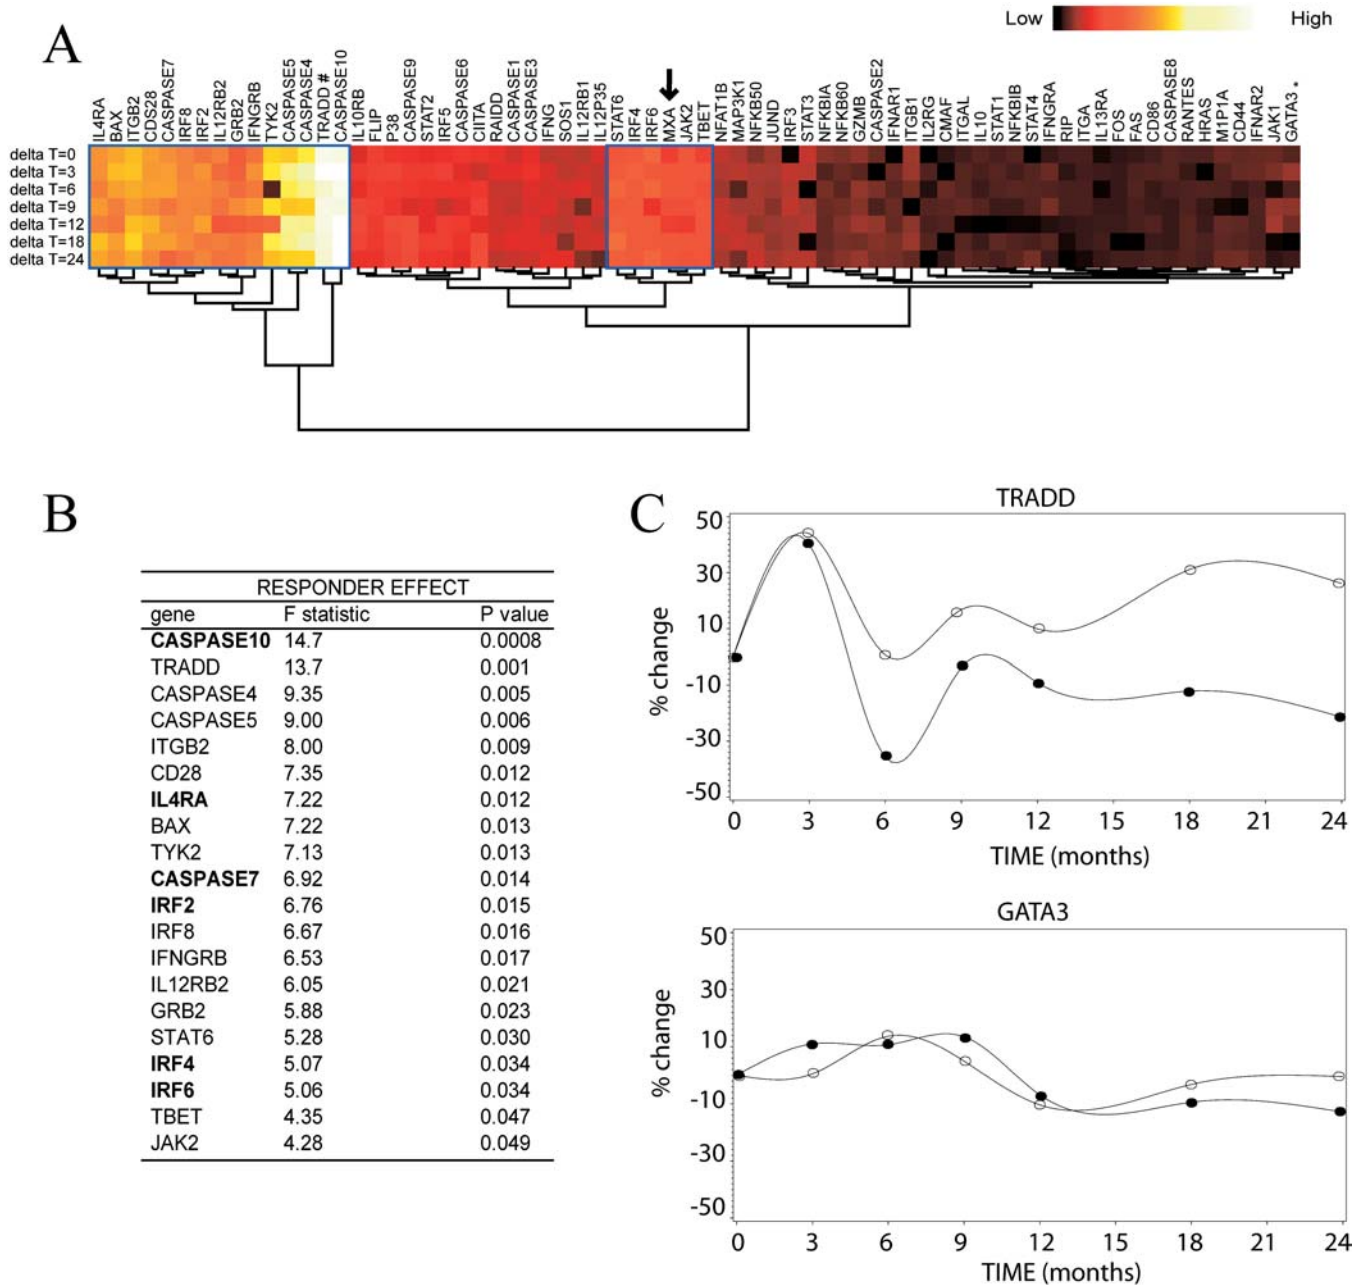 A
Low High
IL4RA
BAX
ITGB2
CDS28
CASPASE7
IRF8
IRF2
IL12RB2
GRB2
IFNGRB
TYK2
CASPASE5
CASPASE4
TRADD #
CASPASE10
IL10RB
FLIP
P38
CASPASE9
STAT2
IRF5
CASPASE6
CIITA
RAIDD
CASPASE1
CASPASE3
IFNG
SOS1
IL12RB1
IL12P35
STAT6
IRF4
IRF6
MXA
JAK2
TBET
NFAT1B
MAP3K1
NFKB50
JUND
IRF3
STAT3
NFKBIA
NFKB60
GZMB
CASPASE2
IFNAR1
ITGB1
IL2RG
CMAF
ITGAL
IL10
STAT1
NFKBIB
STAT4
IFNGRA
RIP
ITGA
IL13RA
FOS
FAS
CD86
CASPASE8
RANTES
HRAS
M1P1A
CD44
IFNAR2
JAK1
GATA3 *
delta T=0
delta T=3
delta T=6
delta T=9
delta T=12
delta T=18
delta T=24
B
RESPONDER EFFECT
gene F statistic P value
CASPASE10 14.7 0.0008
TRADD 13.7 0.001
CASPASE4 9.35 0.005
CASPASE5 9.00 0.006
ITGB2 8.00 0.009
CD28 7.35 0.012
IL4RA 7.22 0.012
BAX 7.22 0.013
TYK2 7.13 0.013
CASPASE7 6.92 0.014
IRF2 6.76 0.015
IRF8 6.67 0.016
IFNGRB 6.53 0.017
IL12RB2 6.05 0.021
GRB2 5.88 0.023
STAT6 5.28 0.030
IRF4 5.07 0.034
IRF6 5.06 0.034
TBET 4.35 0.047
JAK2 4.28 0.049
C
TRADD
50
30
10
-10
-30
-50
% change
0 3 6 9 12 15 18 21 24
TIME (months)
GATA3
50
30
10
-10
-30
-50
% change
0 3 6 9 12 15 18 21 24
TIME (months)